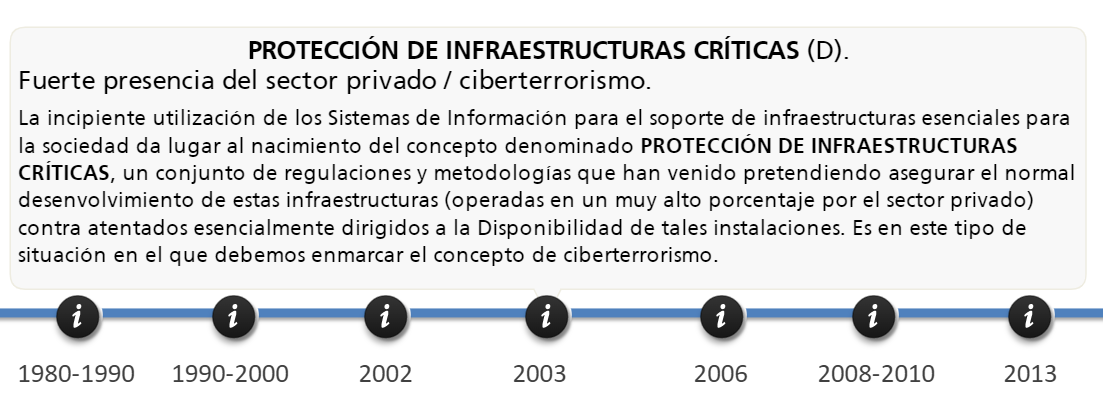 PROTECCIÓN DE INFRAESTRUCTURAS CRÍTICAS (D).
Fuerte presencia del sector privado / ciberterrorismo.
La incipiente utilización de los Sistemas de Información para el soporte de infraestructuras esenciales para
la sociedad da lugar al nacimiento del concepto denominado PROTECCIÓN DE INFRAESTRUCTURAS
CRÍTICAS, un conjunto de regulaciones y metodologías que han venido pretendiendo asegurar el normal
desenvolvimiento de estas infraestructuras (operadas en un muy alto porcentaje por el sector privado)
contra atentados esencialmente dirigidos a la Disponibilidad de tales instalaciones. Es en este tipo de
situación en el que debemos enmarcar el concepto de ciberterrorismo.
i i i i i i i
1980-1990 1990-2000 2002 2003 2006 2008-2010 2013